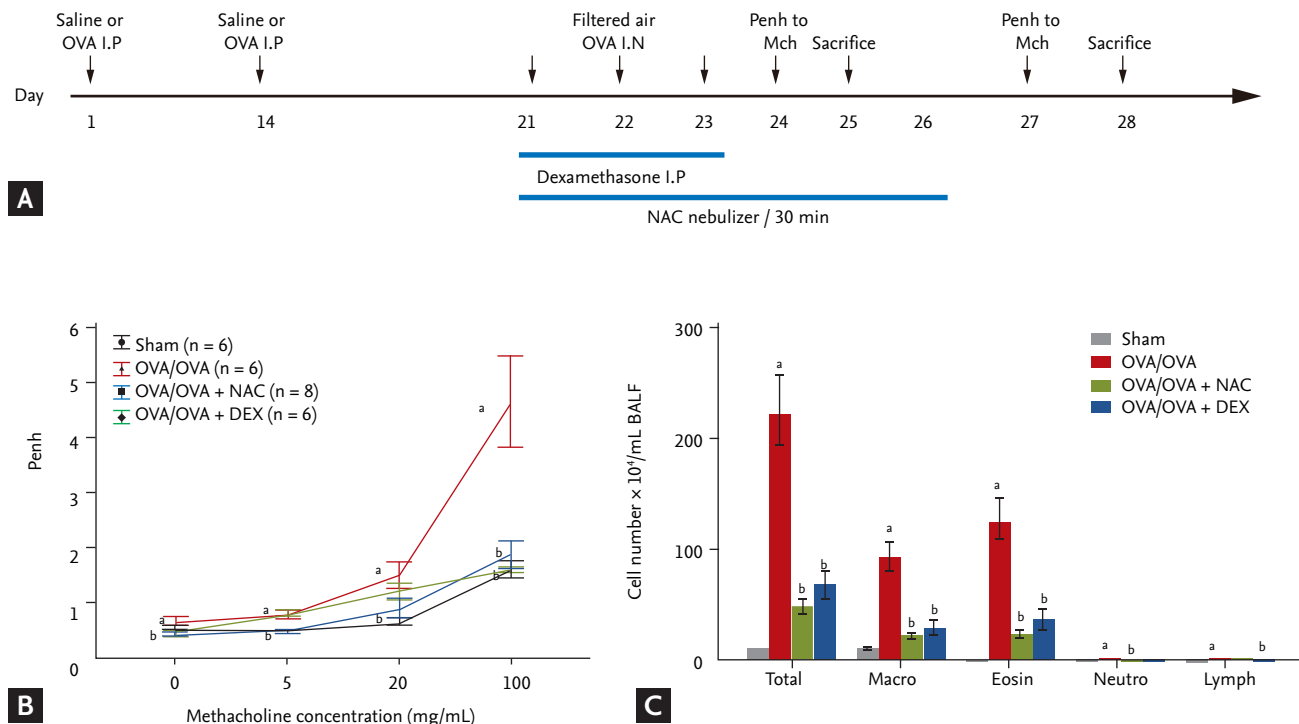 Saline or
OVA I.P
Saline or
OVA I.P
Filtered air
OVA I.N
Penh to
Mch
Sacrifice
Penh to
Mch
Sacrifice
Day
1 14 21 22 23 24 25 26 27 28
Dexamethasone I.P
NAC nebulizer / 30 min
A
6
5
4
3
2
1
0
Penh
Sham (n = 6)
OVA/OVA (n = 6)
OVA/OVA + NAC (n = 8)
OVA/OVA + DEX (n = 6)
a
b
a
b
a
b
a
b
b
0 5 20 100
Methacholine concentration (mg/mL)
B
300
200
100
0
Cell number × 10⁴/mL BALF
Sham
OVA/OVA
OVA/OVA + NAC
OVA/OVA + DEX
a
b
b
a
b
b
a
b
b
a
b
a
b
Total Macro Eosin Neutro Lymph
C